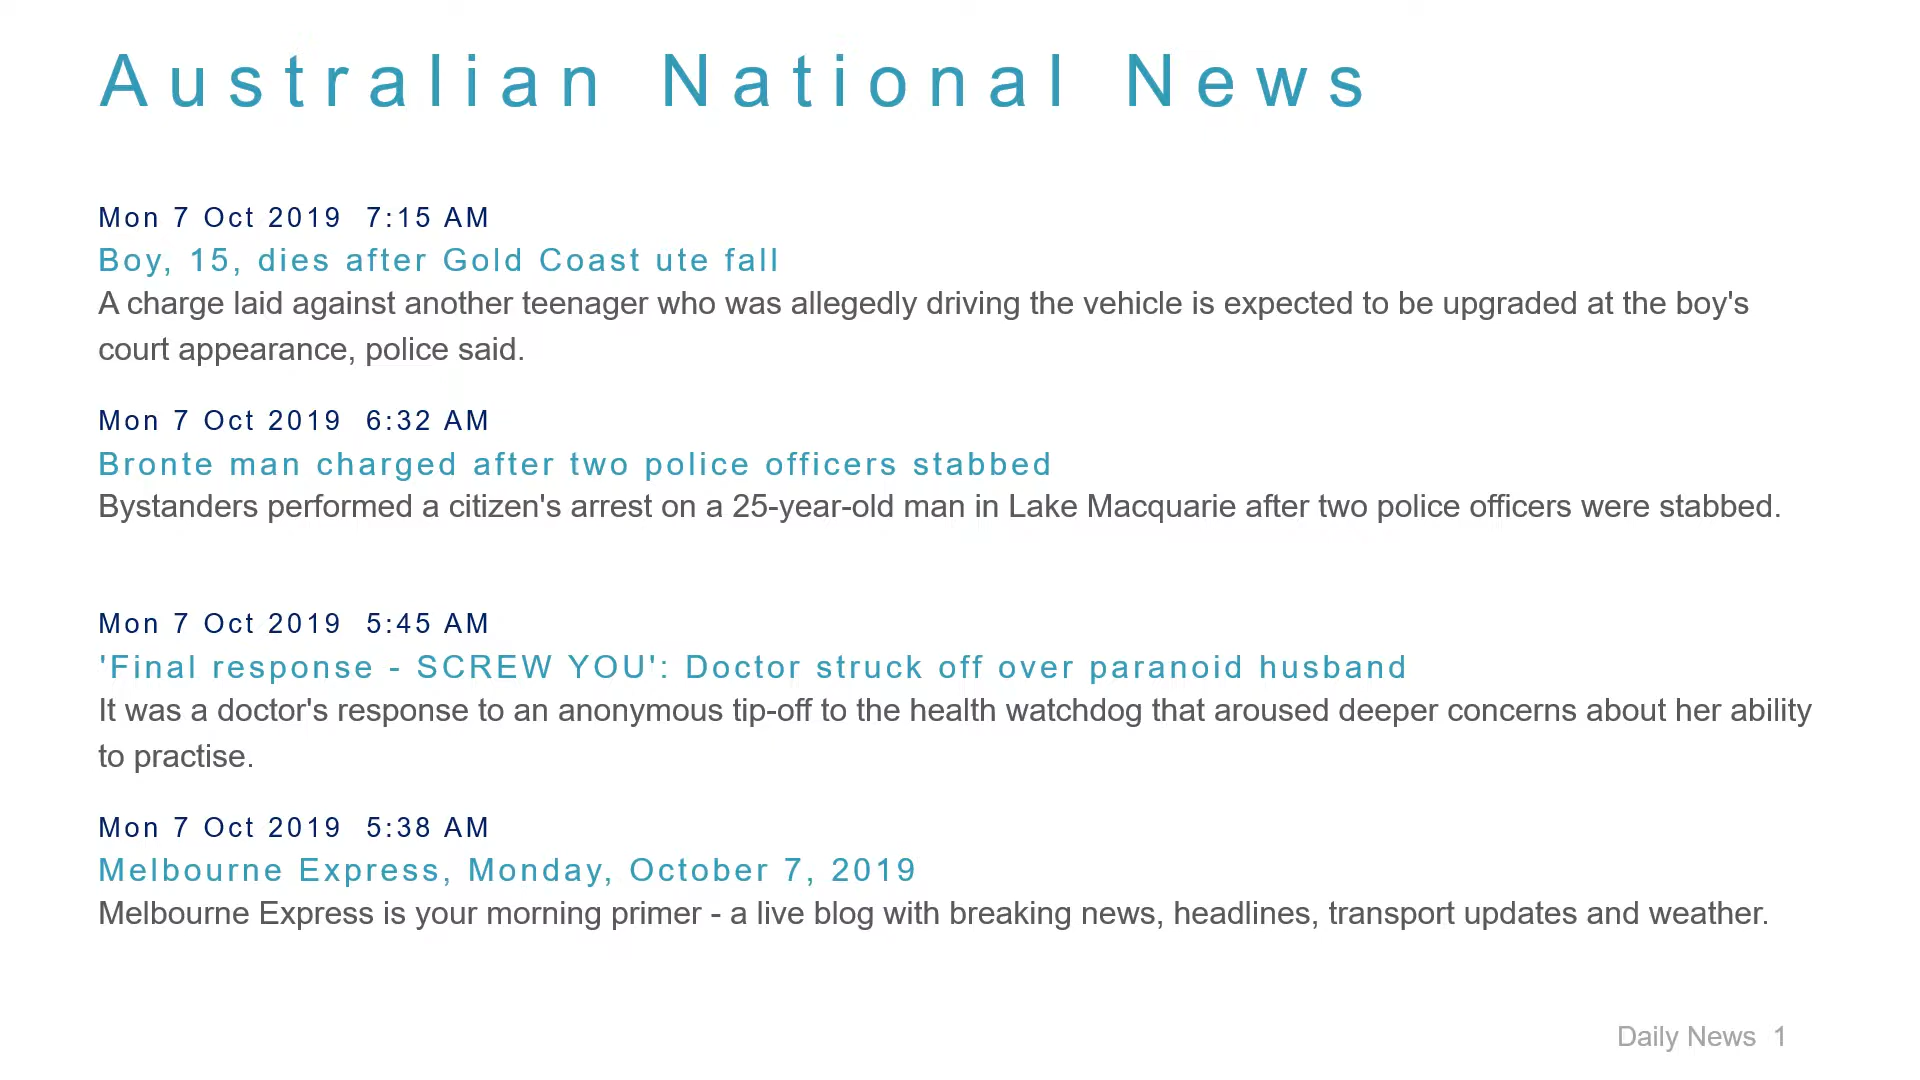 Australian National News
Mon 7 Oct 2019 7:15 AM
Boy, 15, dies after Gold Coast ute fall
A charge laid against another teenager who was allegedly driving the vehicle is expected to be upgraded at the boy's
court appearance, police said.
Mon 7 Oct 2019 6:32 AM
Bronte man charged after two police officers stabbed
Bystanders performed a citizen's arrest on a 25-year-old man in Lake Macquarie after two police officers were stabbed.
Mon 7 Oct 2019 5:45 AM
'Final response - SCREW YOU': Doctor struck off over paranoid husband
It was a doctor's response to an anonymous tip-off to the health watchdog that aroused deeper concerns about her ability
to practise.
Mon 7 Oct 2019 5:38 AM
Melbourne Express, Monday, October 7, 2019
Melbourne Express is your morning primer - a live blog with breaking news, headlines, transport updates and weather.
Daily News 1